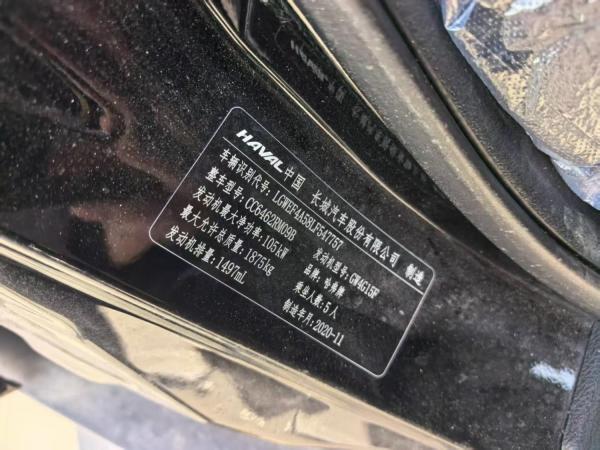 HAVAL 中国 长城汽车股份有限公司 制造
车辆识别代号: LGWEF4A58LF547757
整车型号: CC6462RM09B 发动机型号: GW4G15F
发动机最大净功率: 105kW 品牌: 哈弗牌
最大允许总质量: 1875kg 乘坐人数: 5人
发动机排量: 1497mL 制造年月: 2020-11